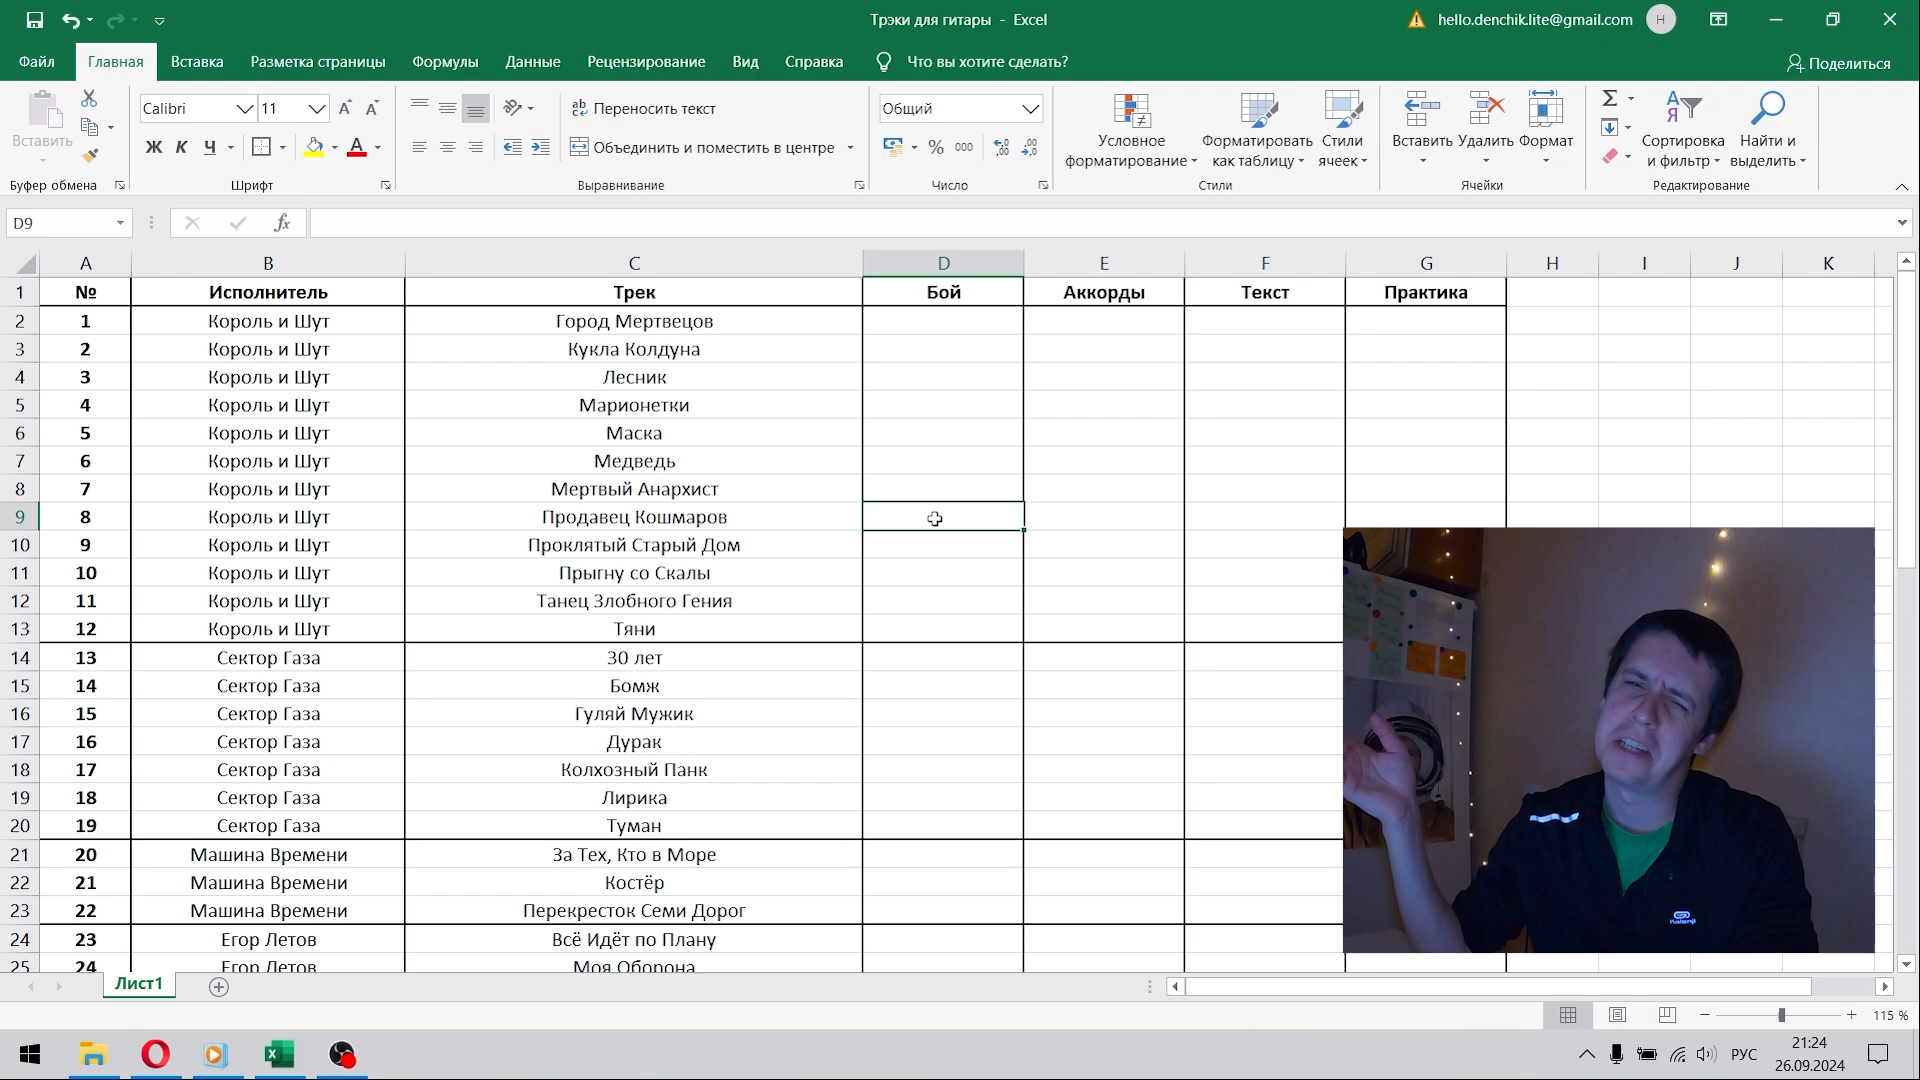 Трэки для гитары - Excel
hello.denchik.lite@gmail.com
H
Файл Главная Вставка Разметка страницы Формулы Данные Рецензирование Вид Справка Что вы хотите сделать? Поделиться
Вставить
Буфер обмена
Calibri 11
Ж К Ч
Шрифт
Переносить текст
Объединить и поместить в центре
Выравнивание
Общий
% 000
Число
Условное форматирование
Форматировать как таблицу
Стили ячеек
Стили
Вставить Удалить Формат
Ячейки
Сортировка и фильтр
Найти и выделить
Редактирование
D9 fx
A B C D E F G H I J K
1 № Исполнитель Трек Бой Аккорды Текст Практика
2 1 Король и Шут Город Мертвецов
3 2 Король и Шут Кукла Колдуна
4 3 Король и Шут Лесник
5 4 Король и Шут Марионетки
6 5 Король и Шут Маска
7 6 Король и Шут Медведь
8 7 Король и Шут Мертвый Анархист
9 8 Король и Шут Продавец Кошмаров
10 9 Король и Шут Проклятый Старый Дом
11 10 Король и Шут Прыгну со Скалы
12 11 Король и Шут Танец Злобного Гения
13 12 Король и Шут Тяни
14 13 Сектор Газа 30 лет
15 14 Сектор Газа Бомж
16 15 Сектор Газа Гуляй Мужик
17 16 Сектор Газа Дурак
18 17 Сектор Газа Колхозный Панк
19 18 Сектор Газа Лирика
20 19 Сектор Газа Туман
21 20 Машина Времени За Тех, Кто в Море
22 21 Машина Времени Костёр
23 22 Машина Времени Перекресток Семи Дорог
24 23 Егор Летов Всё Идёт по Плану
25 24 Егор Летов Моя Оборона
Лист1
115 %
РУС
21:24
26.09.2024